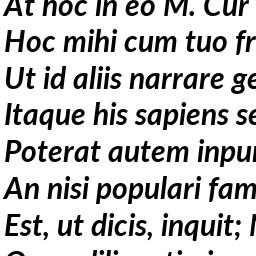 At hoc in eo M. Cur
Hoc mihi cum tuo fr
Ut id aliis narrare ge
Itaque his sapiens se
Poterat autem inpu
An nisi populari fam
Est, ut dicis, inquit;